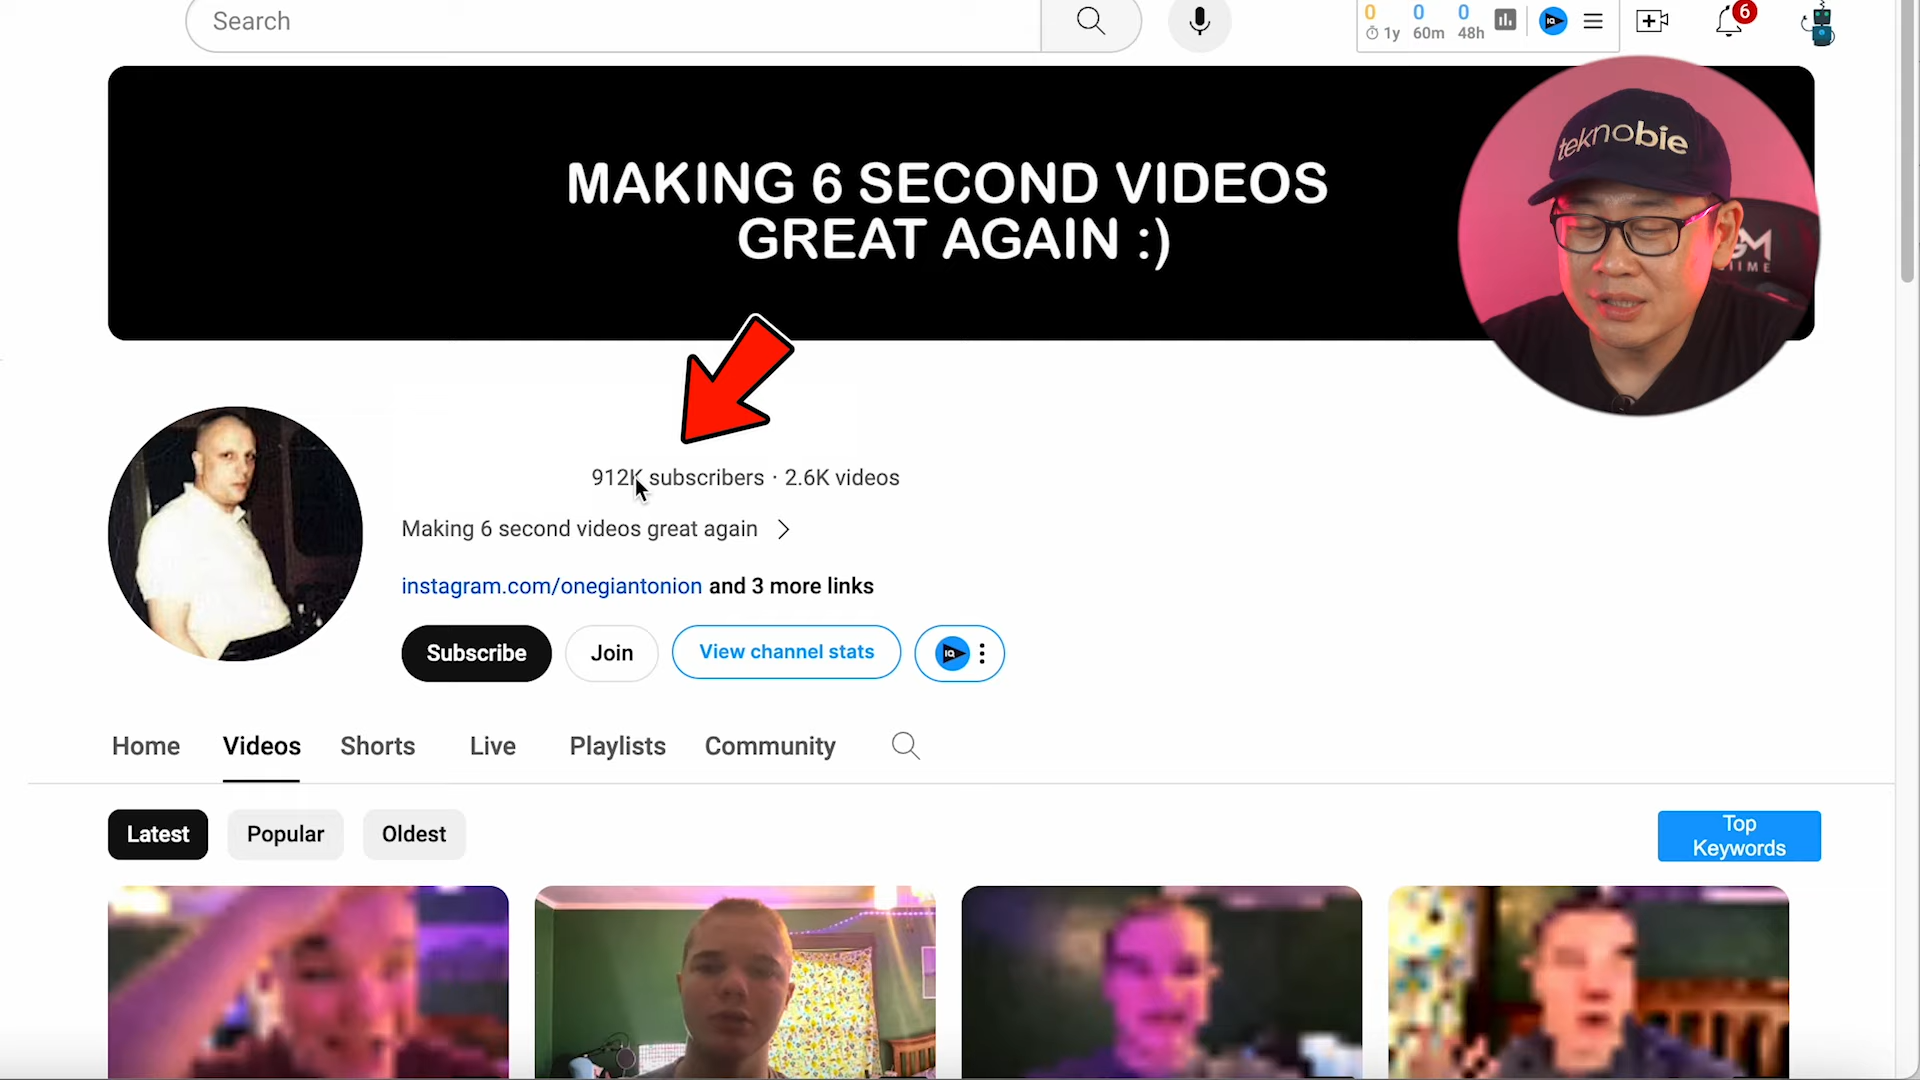 Search
0 0 0
1y 60m 48h
IQ
6
teknobie
MAKING 6 SECOND VIDEOS
GREAT AGAIN :)
912K subscribers · 2.6K videos
Making 6 second videos great again
instagram.com/onegiantonion and 3 more links
Subscribe Join View channel stats IQ
Home Videos Shorts Live Playlists Community
Latest Popular Oldest
Top
Keywords